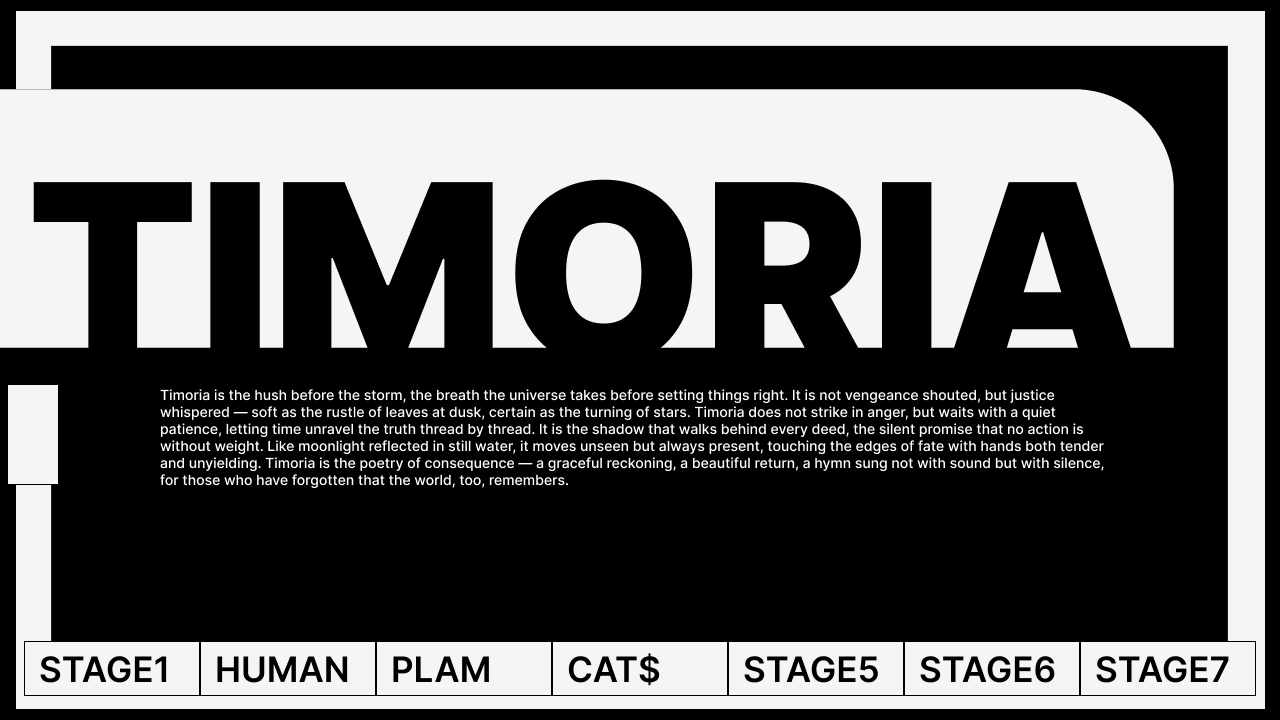 TIMORIA
Timoria is the hush before the storm, the breath the universe takes before setting things right. It is not vengeance shouted, but justice
whispered — soft as the rustle of leaves at dusk, certain as the turning of stars. Timoria does not strike in anger, but waits with a quiet
patience, letting time unravel the truth thread by thread. It is the shadow that walks behind every deed, the silent promise that no action is
without weight. Like moonlight reflected in still water, it moves unseen but always present, touching the edges of fate with hands both tender
and unyielding. Timoria is the poetry of consequence — a graceful reckoning, a beautiful return, a hymn sung not with sound but with silence,
for those who have forgotten that the world, too, remembers.
STAGE1 HUMAN PLAM CAT$ STAGE5 STAGE6 STAGE7